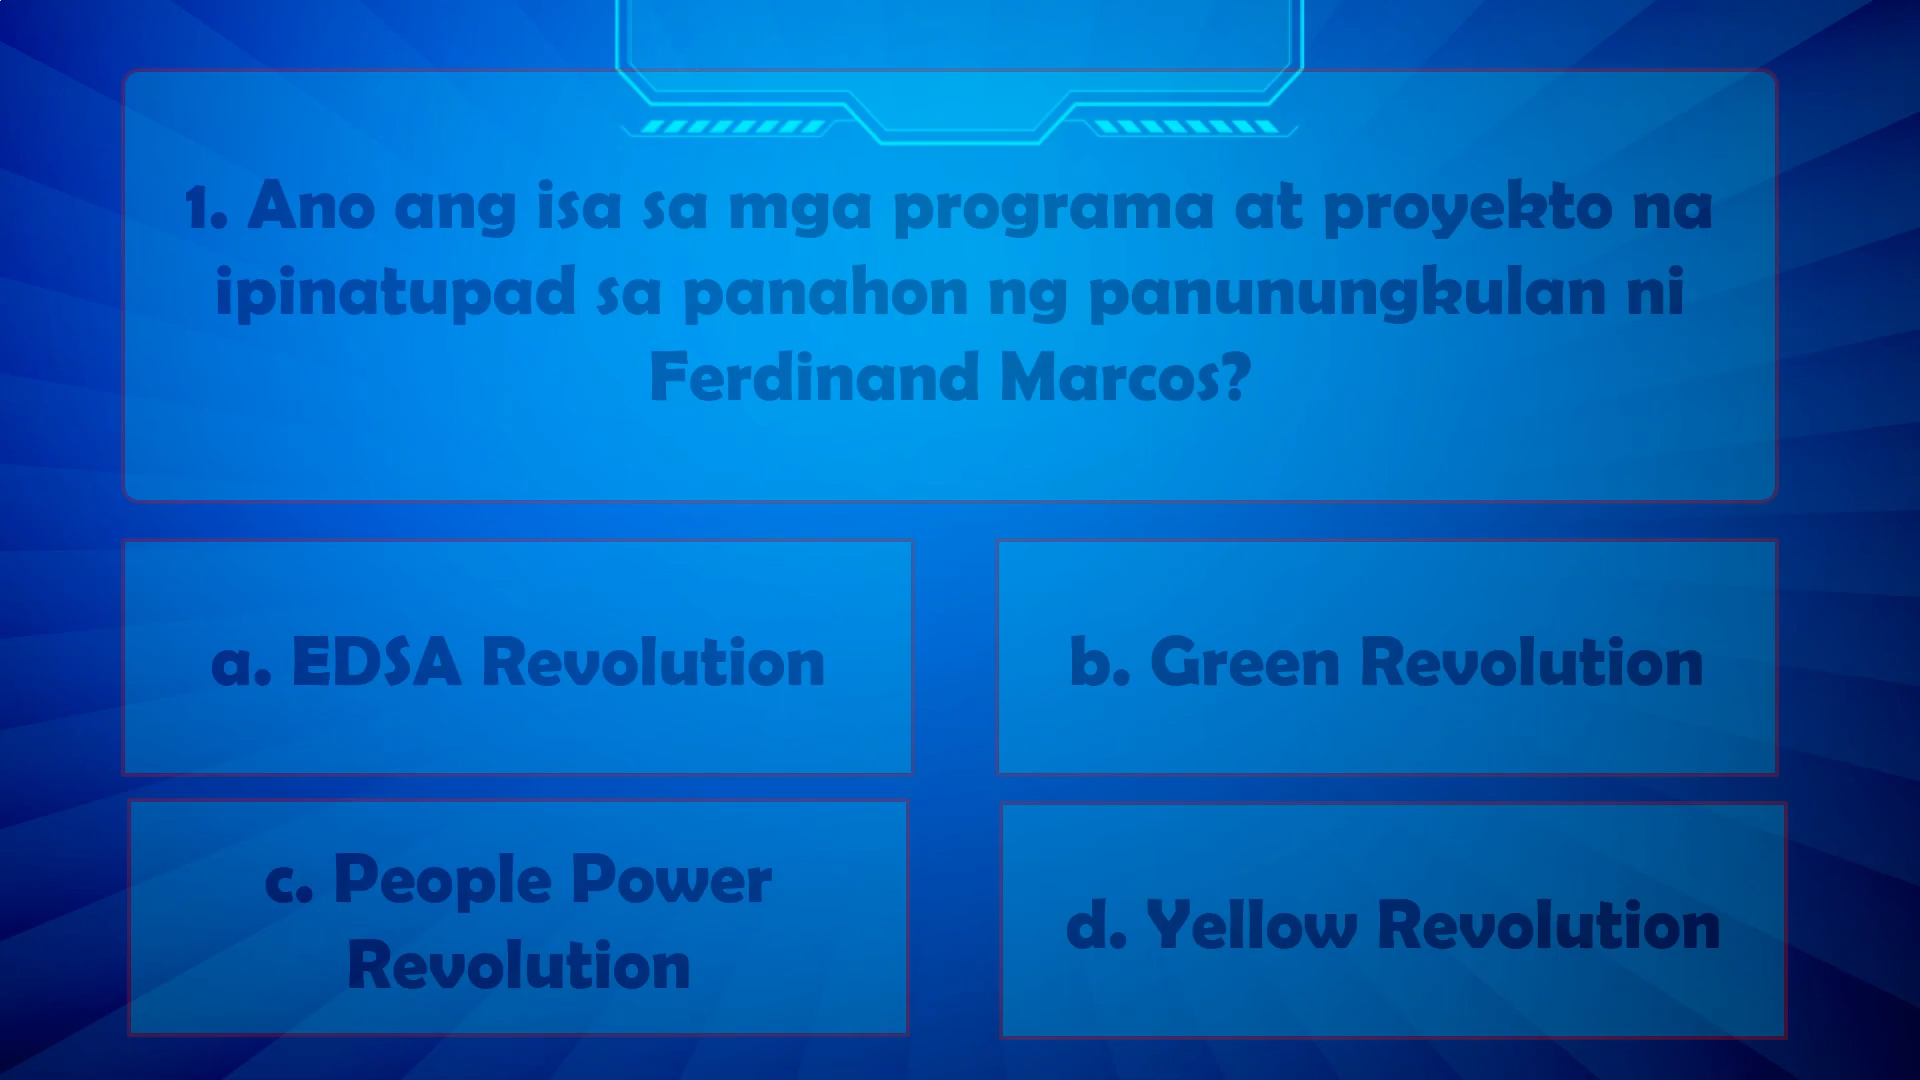 1. Ano ang isa sa mga programa at proyekto na
ipinatupad sa panahon ng panunungkulan ni
Ferdinand Marcos?
a. EDSA Revolution
b. Green Revolution
c. People Power
Revolution
d. Yellow Revolution